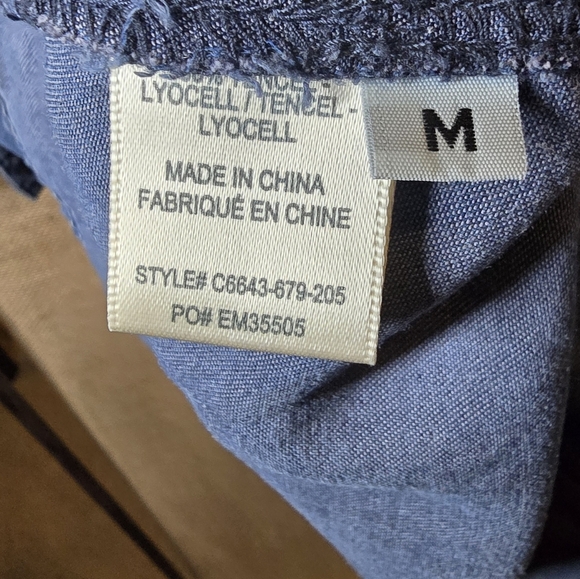 LYOCELL / TENCEL -
LYOCELL
M
MADE IN CHINA
FABRIQUÉ EN CHINE
STYLE# C6643-679-205
PO# EM35505